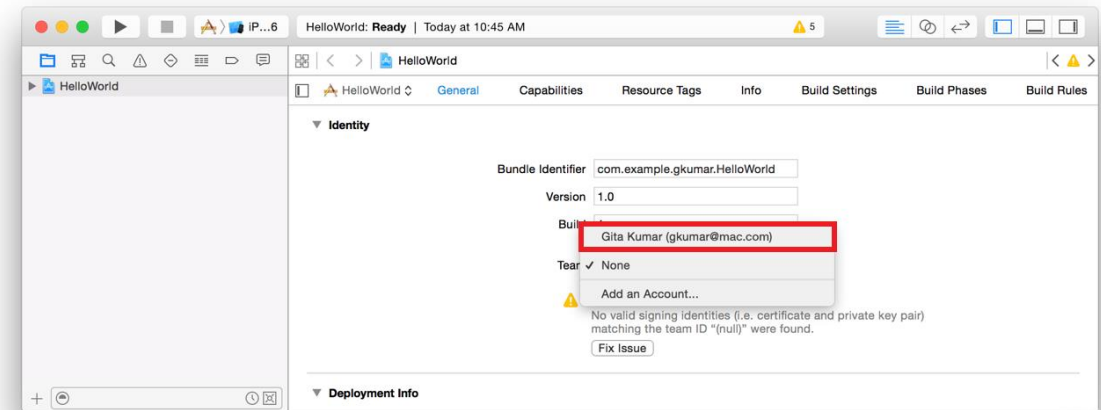 iP...6
HelloWorld: Ready | Today at 10:45 AM
5
HelloWorld
HelloWorld
HelloWorld General Capabilities Resource Tags Info Build Settings Build Phases Build Rules
Identity
Bundle Identifier com.example.gkumar.HelloWorld
Version 1.0
Gita Kumar (gkumar@mac.com)
None
Add an Account...
No valid signing identities (i.e. certificate and private key pair)
matching the team ID “(null)” were found.
Fix Issue
Deployment Info